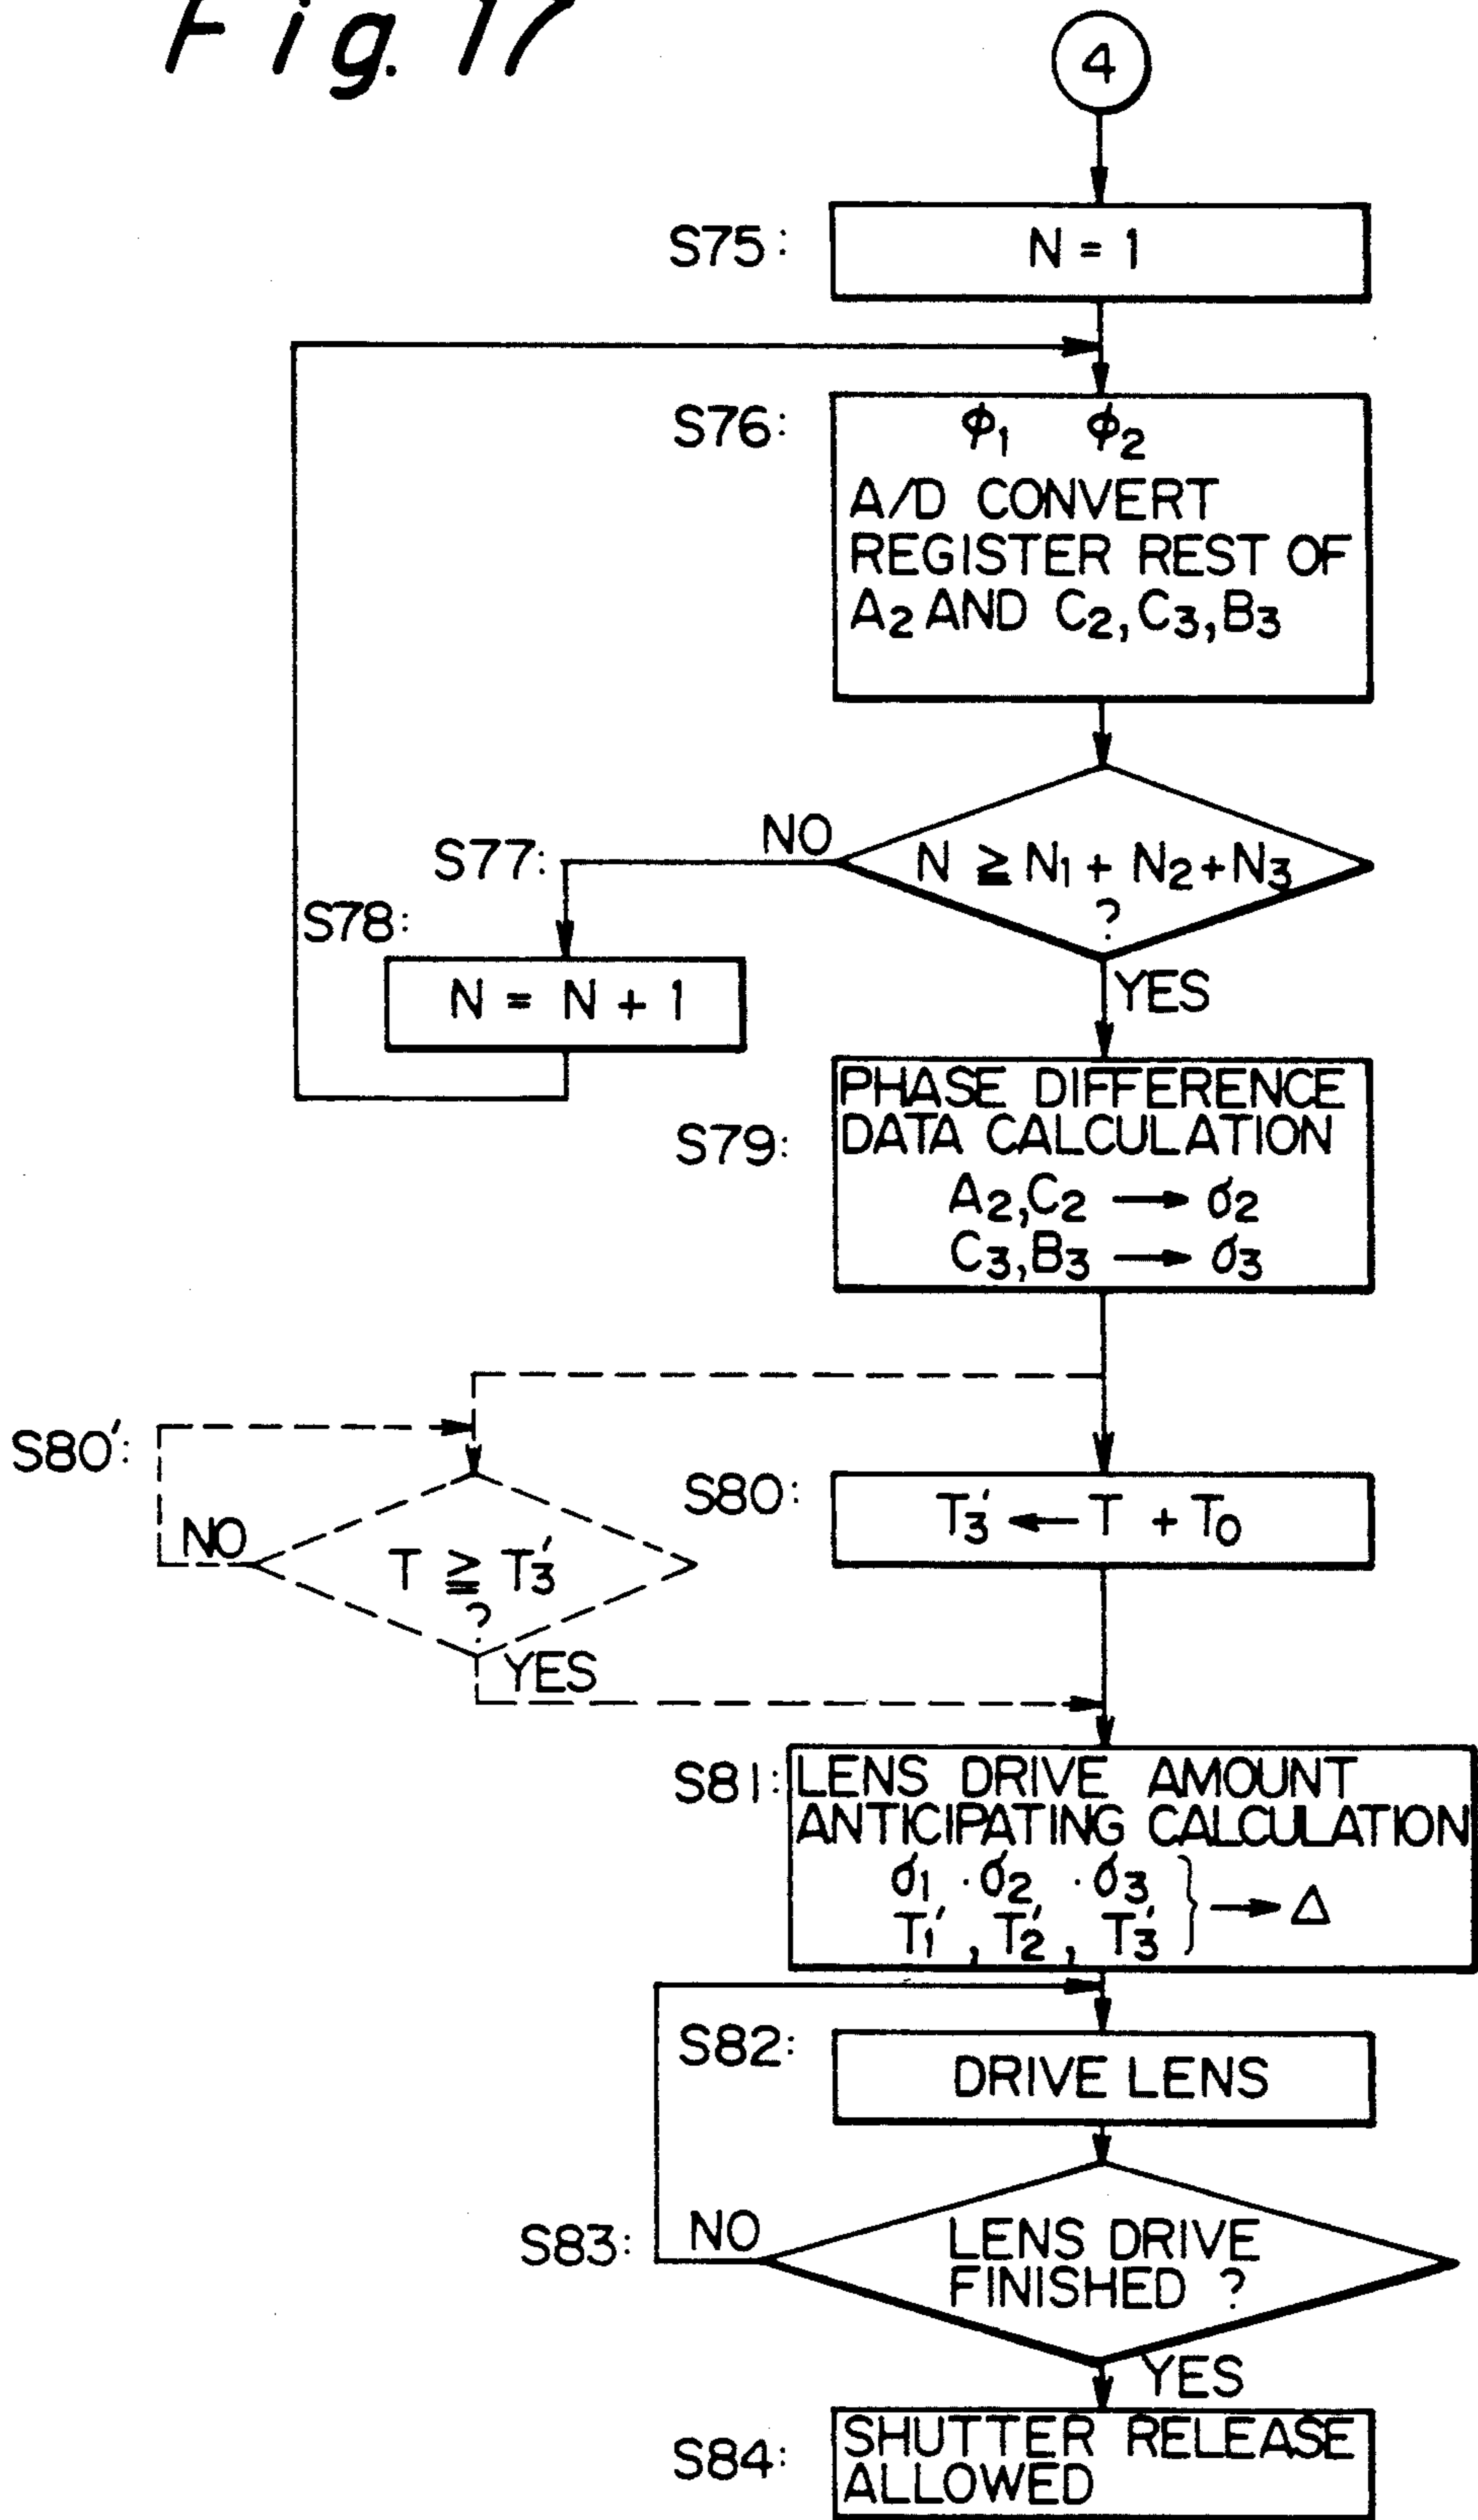 Fig. 17
4
S75:
N = 1
S76:
ϕ1 ϕ2
A/D CONVERT
REGISTER REST OF
A2 AND C2, C3, B3
S77:
NO
N ≧ N1 + N2 + N3
?
YES
S78:
N = N + 1
S79:
PHASE DIFFERENCE
DATA CALCULATION
A2, C2 → σ2
C3, B3 → σ3
S80':
NO
T ≧ T3'
?
YES
S80:
T3' ← T + T0
S81:
LENS DRIVE AMOUNT
ANTICIPATING CALCULATION
σ1 · σ2 · σ3
T1', T2', T3' } → Δ
S82:
DRIVE LENS
S83:
NO
LENS DRIVE
FINISHED ?
YES
S84:
SHUTTER RELEASE
ALLOWED